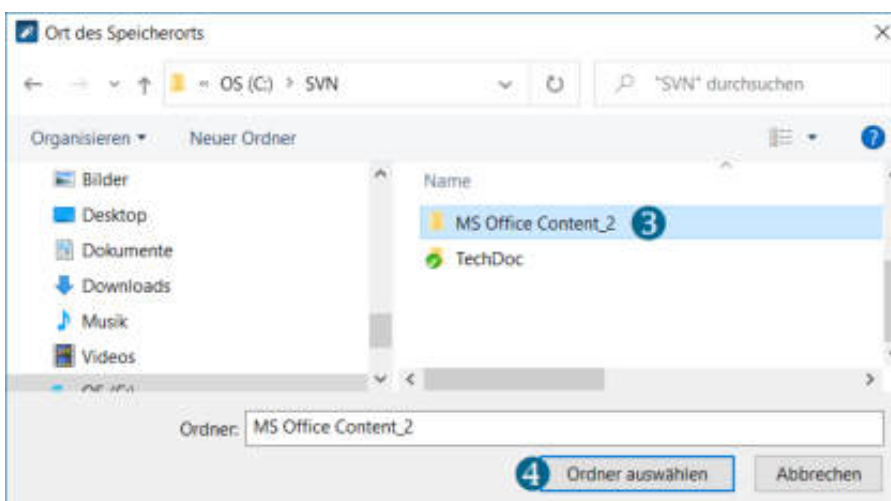 Ort des Speicherorts
« OS (C:) > SVN
"SVN" durchsuchen
Organisieren
Neuer Ordner
Bilder
Desktop
Dokumente
Downloads
Musik
Videos
OS (C:)
Name
MS Office Content_2 3
TechDoc
Ordner: MS Office Content_2
4 Ordner auswählen
Abbrechen